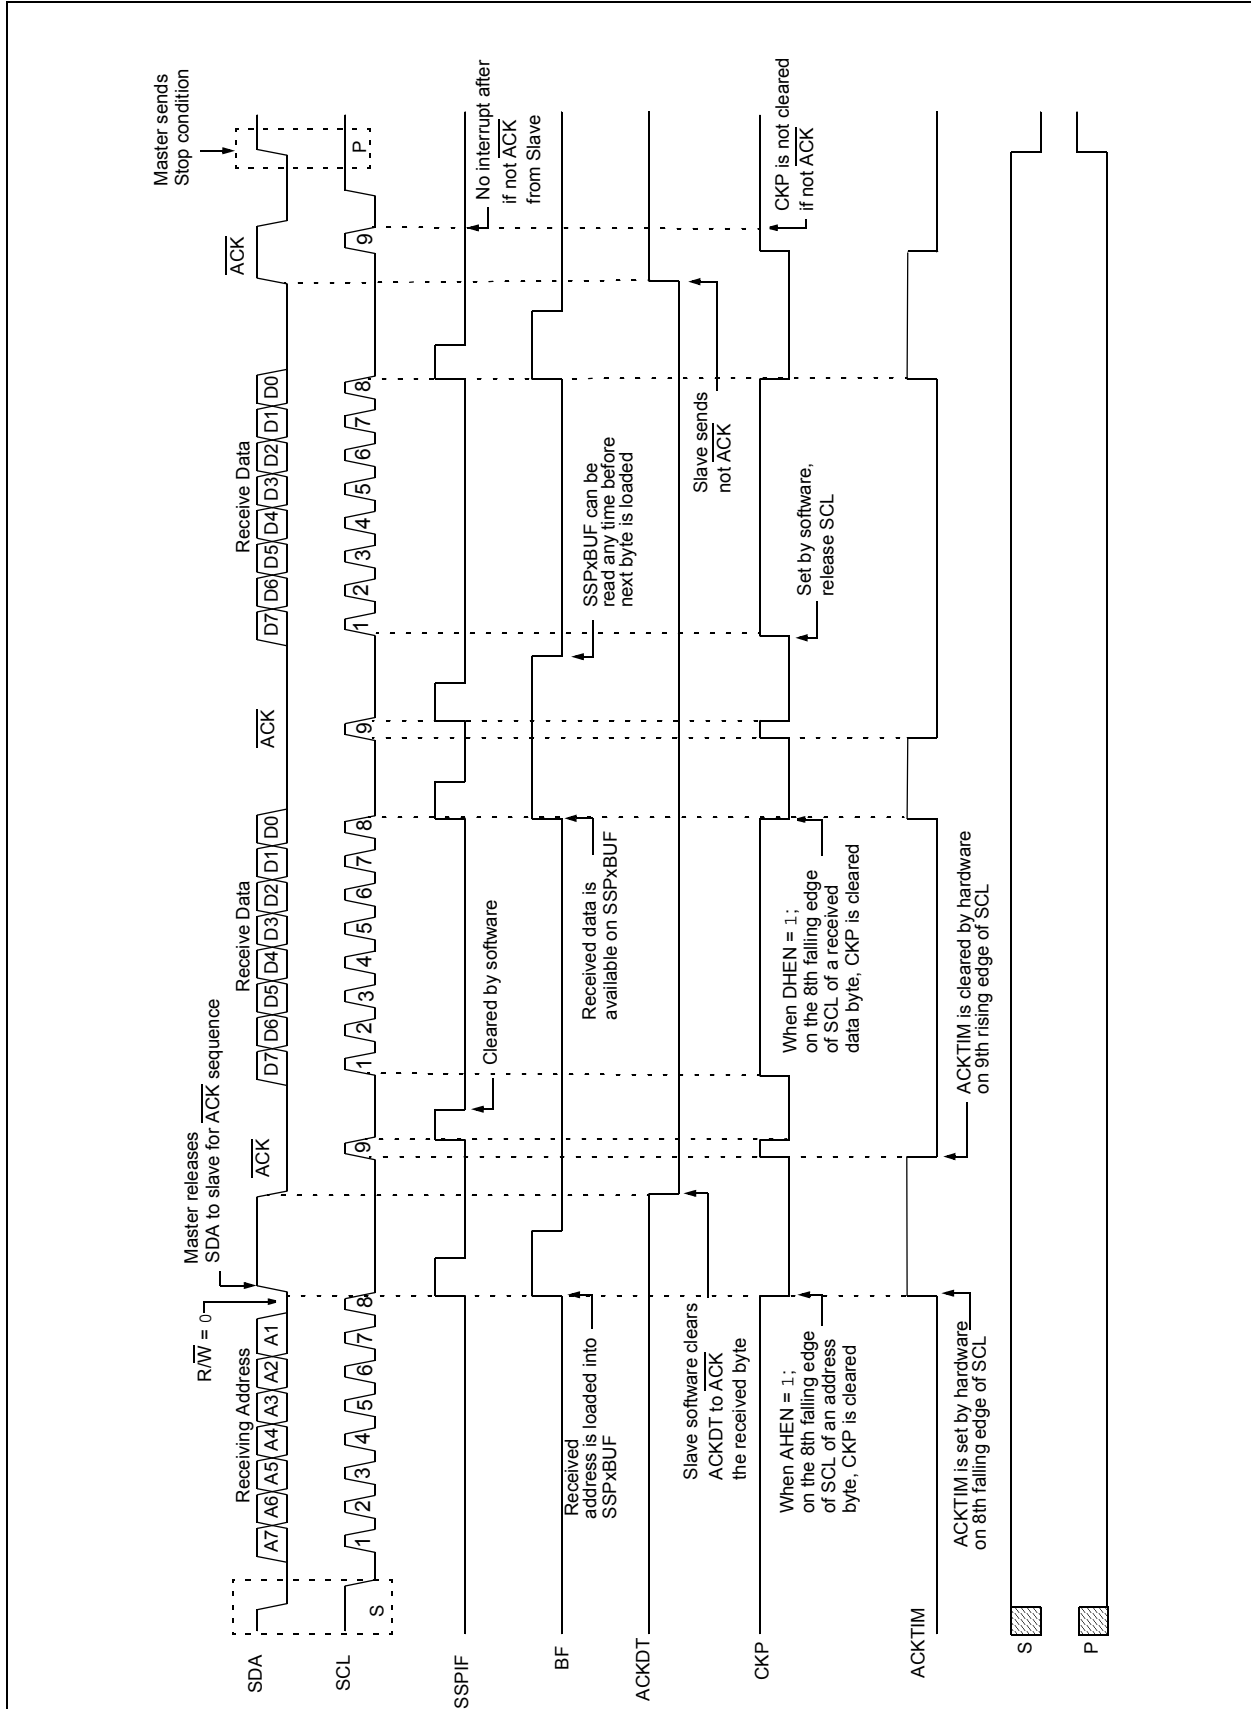 Master releases
SDA to slave for ACK sequence
Master sends
Stop condition
Receiving Address
R/W = 0
ACK
Receive Data
ACK
Receive Data
ACK
SDA
A7 A6 A5 A4 A3 A2 A1
D7 D6 D5 D4 D3 D2 D1 D0
D7 D6 D5 D4 D3 D2 D1 D0
SCL
S
1 2 3 4 5 6 7 8 9
1 2 3 4 5 6 7 8 9
1 2 3 4 5 6 7 8 9
P
SSPIF
Cleared by software
No interrupt after
if not ACK
from Slave
BF
Received
address is loaded into
SSPxBUF
Received data is
available on SSPxBUF
SSPxBUF can be
read any time before
next byte is loaded
ACKDT
Slave software clears
ACKDT to ACK
the received byte
Slave sends
not ACK
CKP
When AHEN = 1;
on the 8th falling edge
of SCL of an address
byte, CKP is cleared
When DHEN = 1;
on the 8th falling edge
of SCL of a received
data byte, CKP is cleared
Set by software,
release SCL
CKP is not cleared
if not ACK
ACKTIM
ACKTIM is set by hardware
on 8th falling edge of SCL
ACKTIM is cleared by hardware
on 9th rising edge of SCL
S
P